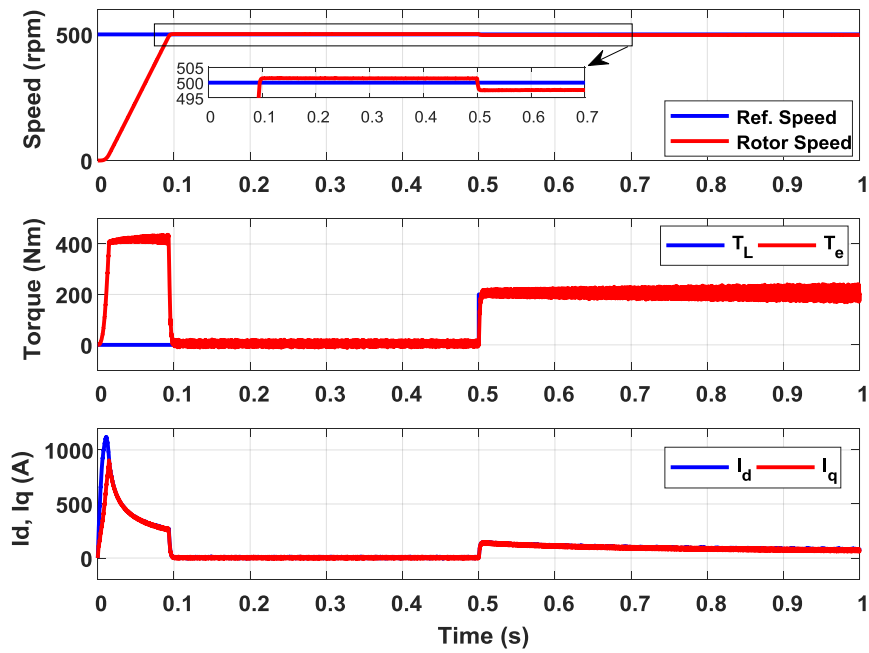 Speed (rpm)
500
0
505
500
495
0 0.1 0.2 0.3 0.4 0.5 0.6 0.7
Ref. Speed
Rotor Speed
0 0.1 0.2 0.3 0.4 0.5 0.6 0.7 0.8 0.9 1
Torque (Nm)
400
200
0
T_L T_e
0 0.1 0.2 0.3 0.4 0.5 0.6 0.7 0.8 0.9 1
Id, Iq (A)
1000
500
0
I_d I_q
0 0.1 0.2 0.3 0.4 0.5 0.6 0.7 0.8 0.9 1
Time (s)